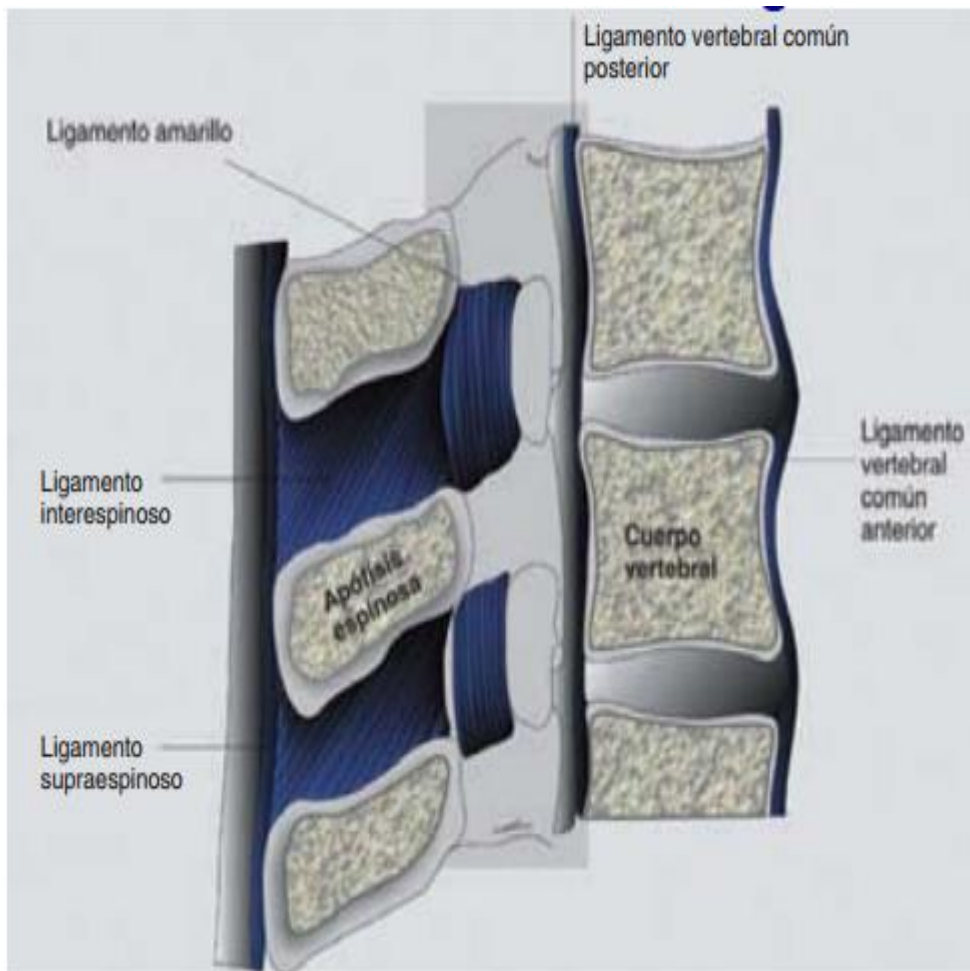 Ligamento vertebral común
posterior
Ligamento amarillo
Ligamento
interespinoso
Ligamento
vertebral
común
anterior
Cuerpo
vertebral
Apófisis
espinosa
Ligamento
supraespinoso